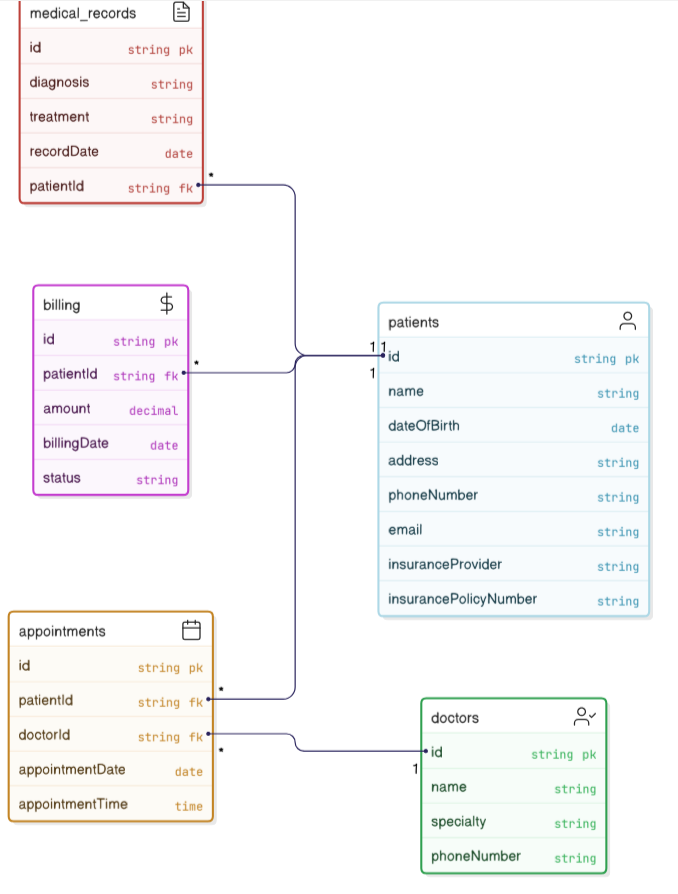 medical_records
id string pk
diagnosis string
treatment string
recordDate date
patientId string fk
*
billing $
id string pk
patientId string fk
*
amount decimal
billingDate date
status string
patients
1 1
id string pk
1
name string
dateOfBirth date
address string
phoneNumber string
email string
insuranceProvider string
insurancePolicyNumber string
appointments
id string pk
*
patientId string fk
doctorId string fk
*
appointmentDate date
appointmentTime time
doctors
id string pk
1
name string
specialty string
phoneNumber string